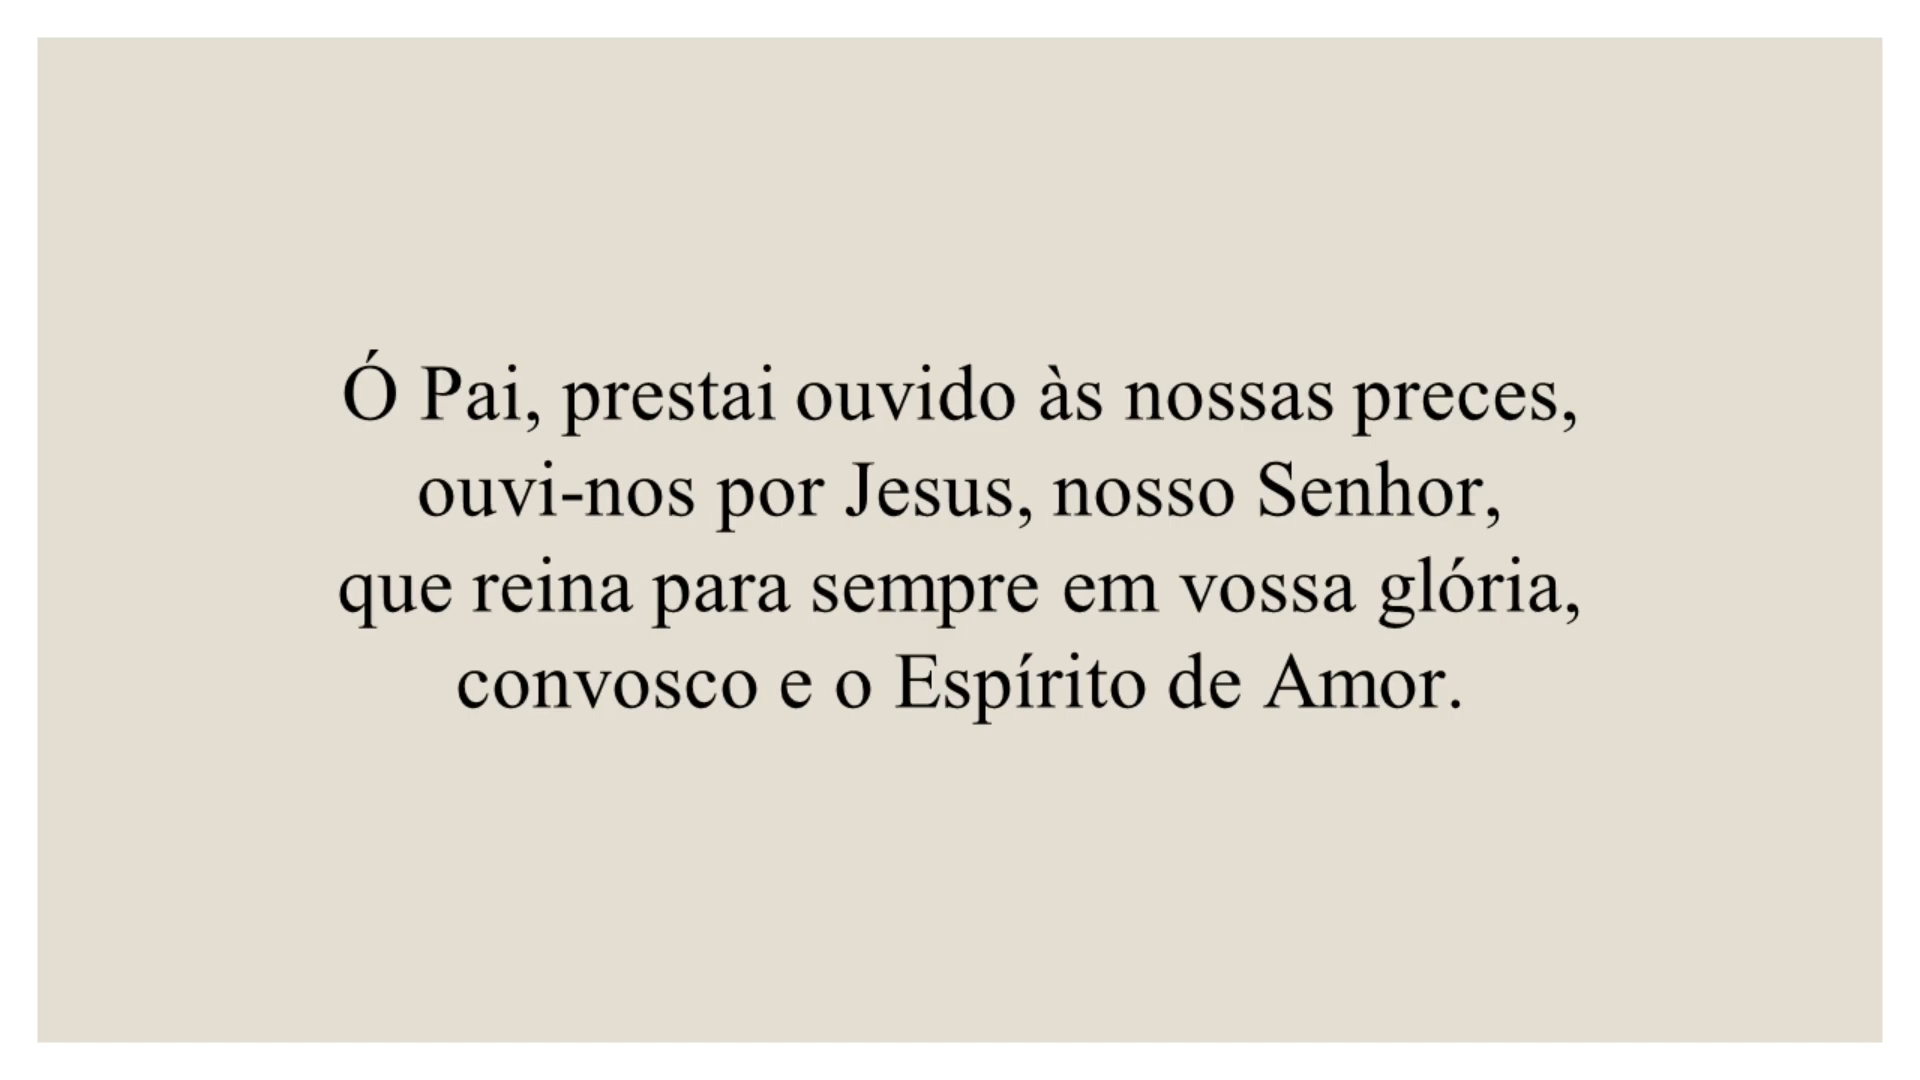 Ó Pai, prestai ouvido às nossas preces,
ouvi-nos por Jesus, nosso Senhor,
que reina para sempre em vossa glória,
convosco e o Espírito de Amor.